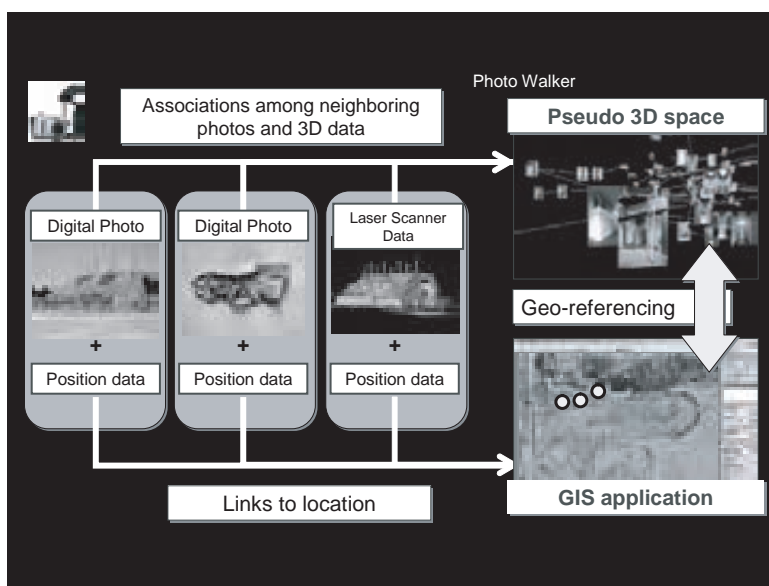 Photo Walker
Associations among neighboring
photos and 3D data
Pseudo 3D space
Digital Photo
+
Position data
Digital Photo
+
Position data
Laser Scanner
Data
+
Position data
Geo-referencing
Links to location
GIS application